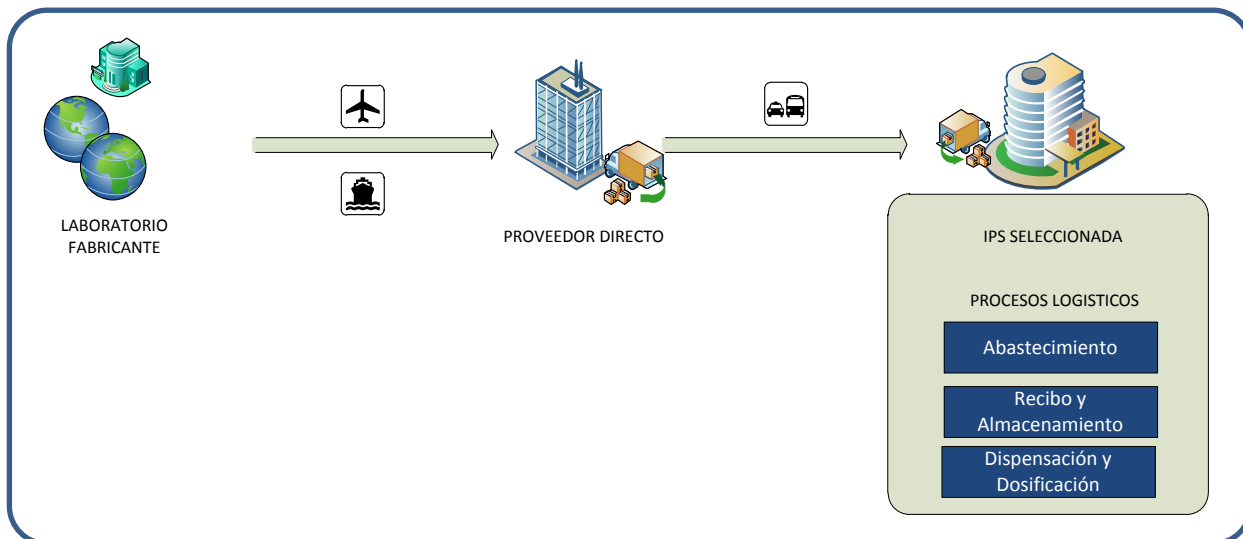 LABORATORIO
FABRICANTE
PROVEEDOR DIRECTO
IPS SELECCIONADA
PROCESOS LOGISTICOS
Abastecimiento
Recibo y
Almacenamiento
Dispensación y
Dosificación